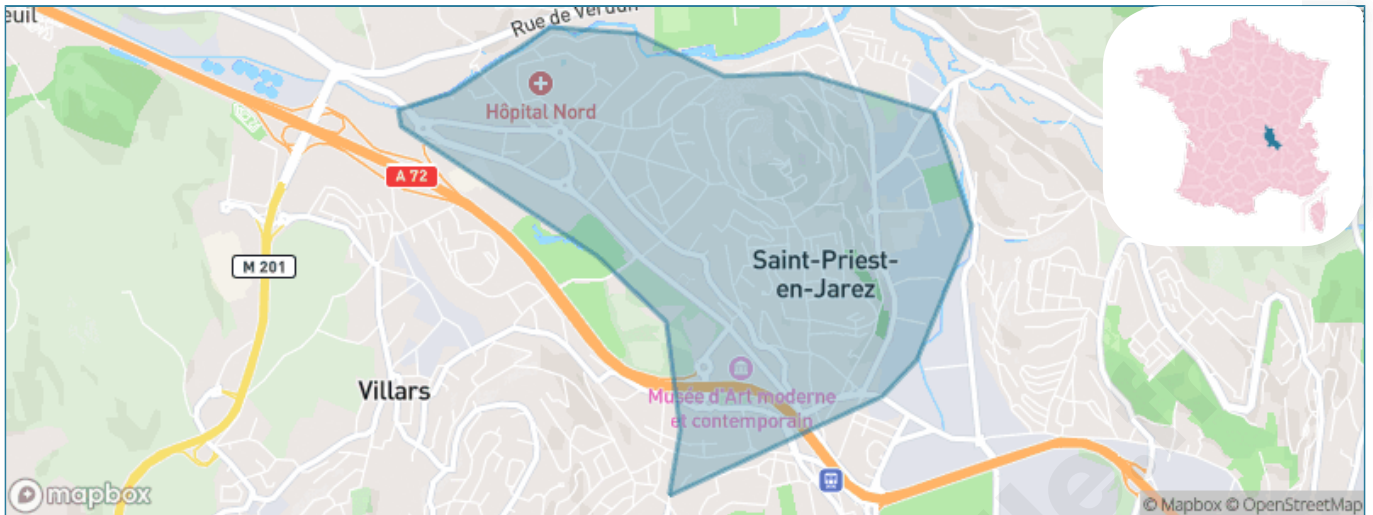 euil
Rue de Verdun
Hôpital Nord
A 72
Saint-Priest-
en-Jarez
M 201
Villars
Musée d'Art moderne
et contemporain
mapbox
© Mapbox © OpenStreetMap